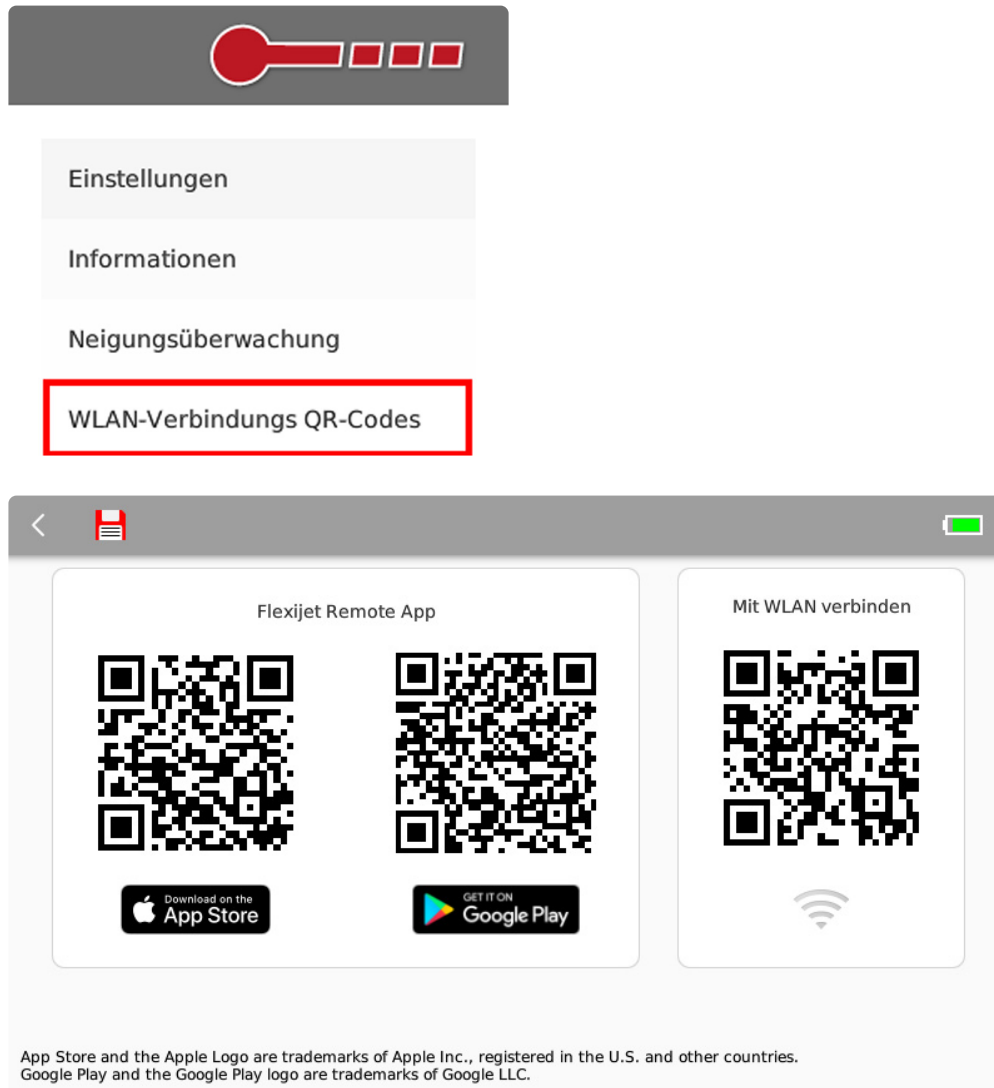 Einstellungen
Informationen
Neigungsüberwachung
WLAN-Verbindungs QR-Codes
Flexijet Remote App
Mit WLAN verbinden
Download on the
App Store
GET IT ON
Google Play
App Store and the Apple Logo are trademarks of Apple Inc., registered in the U.S. and other countries.
Google Play and the Google Play logo are trademarks of Google LLC.